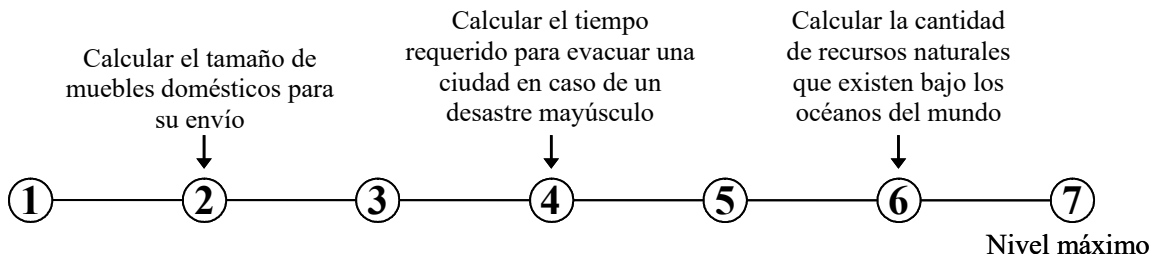 Calcular el tamaño de
muebles domésticos para
su envío
Calcular el tiempo
requerido para evacuar una
ciudad en caso de un
desastre mayúsculo
Calcular la cantidad
de recursos naturales
que existen bajo los
océanos del mundo
1 2 3 4 5 6 7
Nivel máximo